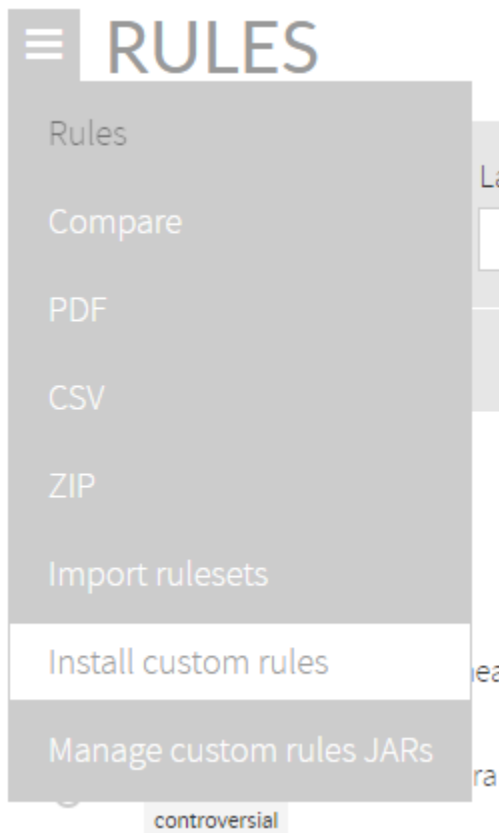 RULES
Rules
Compare
PDF
CSV
ZIP
Import rulesets
Install custom rules
Manage custom rules JARs
controversial